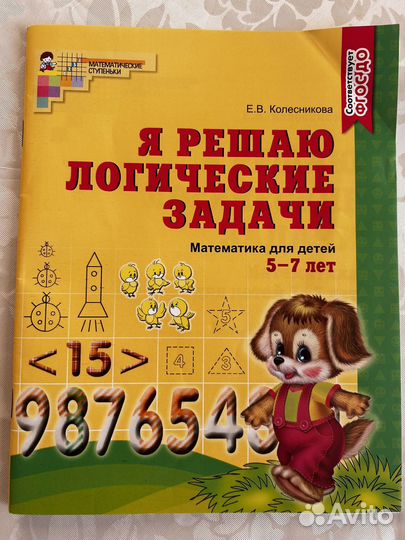 МАТЕМАТИЧЕСКИЕ
СТУПЕНЬКИ
Соответствует
ФГОС ДО
Е.В. Колесникова
Я РЕШАЮ
ЛОГИЧЕСКИЕ
ЗАДАЧИ
Математика для детей
5–7 лет
5
<15>
4
3
987654
Avito